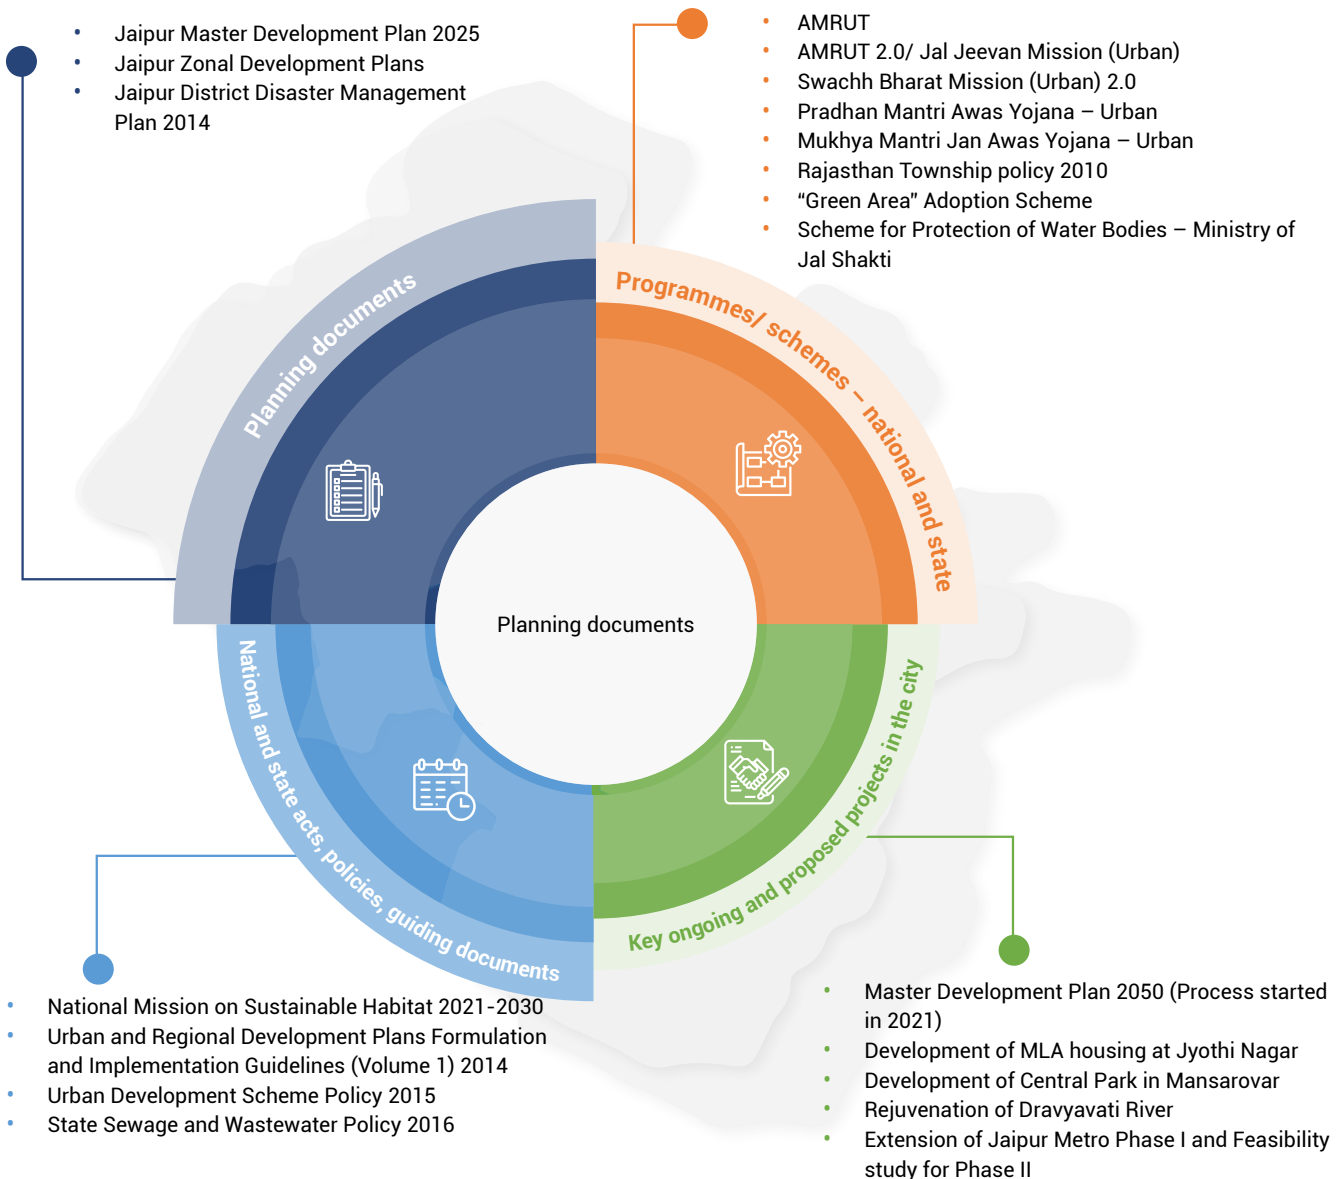 Jaipur Master Development Plan 2025
Jaipur Zonal Development Plans
Jaipur District Disaster Management
Plan 2014
AMRUT
AMRUT 2.0/ Jal Jeevan Mission (Urban)
Swachh Bharat Mission (Urban) 2.0
Pradhan Mantri Awas Yojana – Urban
Mukhya Mantri Jan Awas Yojana – Urban
Rajasthan Township policy 2010
“Green Area” Adoption Scheme
Scheme for Protection of Water Bodies – Ministry of
Jal Shakti
Planning documents
Programmes/ schemes – national and state
Planning documents
National and state acts, policies, guiding documents
Key ongoing and proposed projects in the city
National Mission on Sustainable Habitat 2021-2030
Urban and Regional Development Plans Formulation
and Implementation Guidelines (Volume 1) 2014
Urban Development Scheme Policy 2015
State Sewage and Wastewater Policy 2016
Master Development Plan 2050 (Process started
in 2021)
Development of MLA housing at Jyothi Nagar
Development of Central Park in Mansarovar
Rejuvenation of Dravyavati River
Extension of Jaipur Metro Phase I and Feasibility
study for Phase II